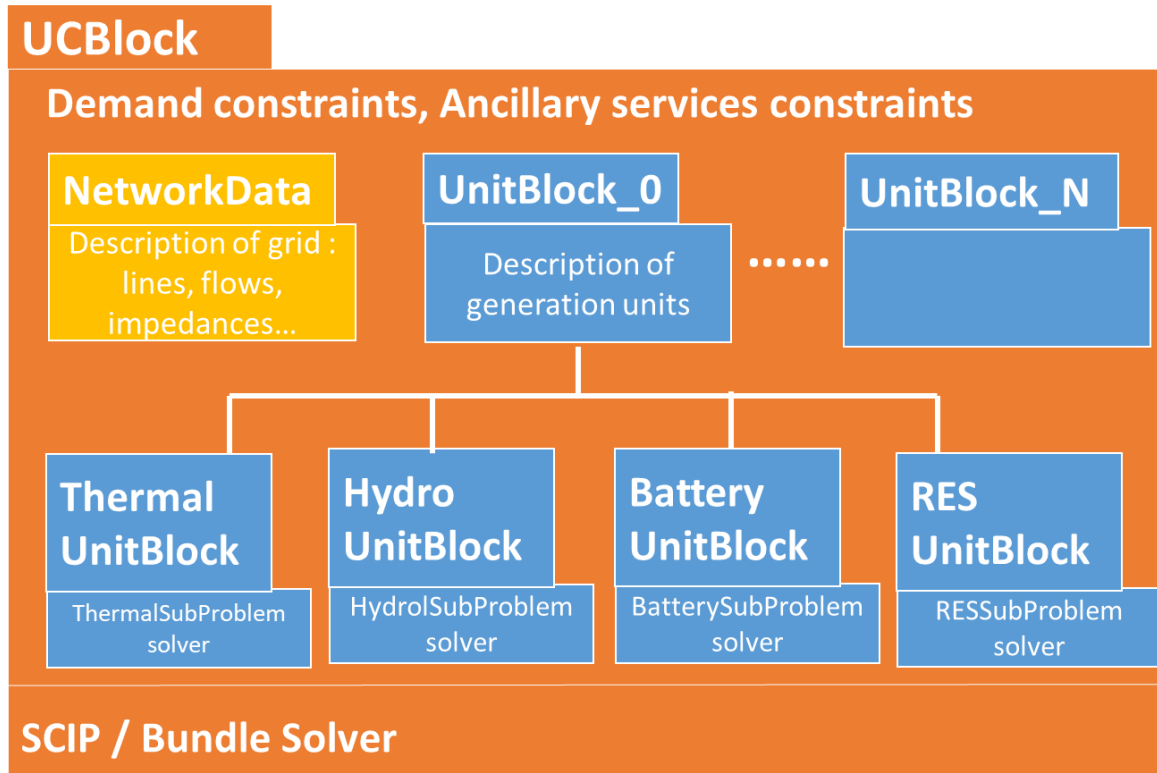 UCBlock
Demand constraints, Ancillary services constraints
NetworkData
Description of grid :
lines, flows,
impedances...
UnitBlock_0
Description of
generation units
......
UnitBlock_N
Thermal
UnitBlock
ThermalSubProblem
solver
Hydro
UnitBlock
HydrolSubProblem
solver
Battery
UnitBlock
BatterySubProblem
solver
RES
UnitBlock
RESSubProblem
solver
SCIP / Bundle Solver